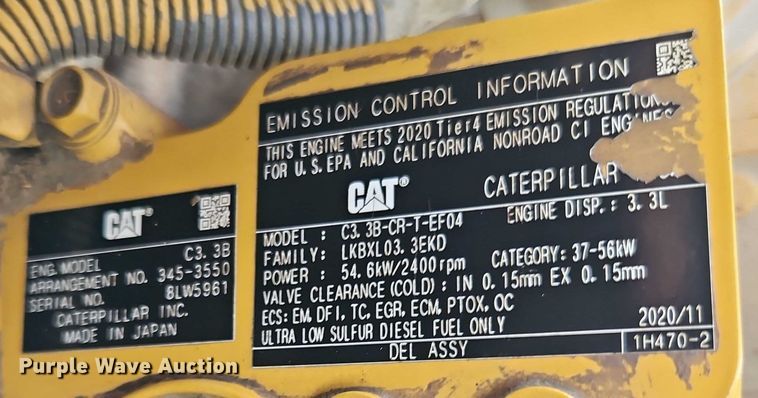 CAT®
ENG. MODEL C3. 3B
ARRANGEMENT NO. 345-3550
SERIAL NO. 8LW5961
CATERPILLAR INC.
MADE IN JAPAN
EMISSION CONTROL INFORMATION
THIS ENGINE MEETS 2020 Tier4 EMISSION
FOR U.S. EPA AND CALIFORNIA NONROAD CI
CAT® CATERPILLAR
ENGINE DISP.: 3. 3L
MODEL : C3. 3B-CR-T-EF04
FAMILY: LKBXL03. 3EKD
CATEGORY: 37-56kW
POWER : 54. 6kW/2400rpm
VALVE CLEARANCE (COLD) : IN 0. 15mm EX 0. 15mm
ECS: EM, DFI, TC, EGR, ECM, PTOX, OC
ULTRA LOW SULFUR DIESEL FUEL ONLY
2020/11
DEL ASSY
1H470-2
Purple Wave Auction